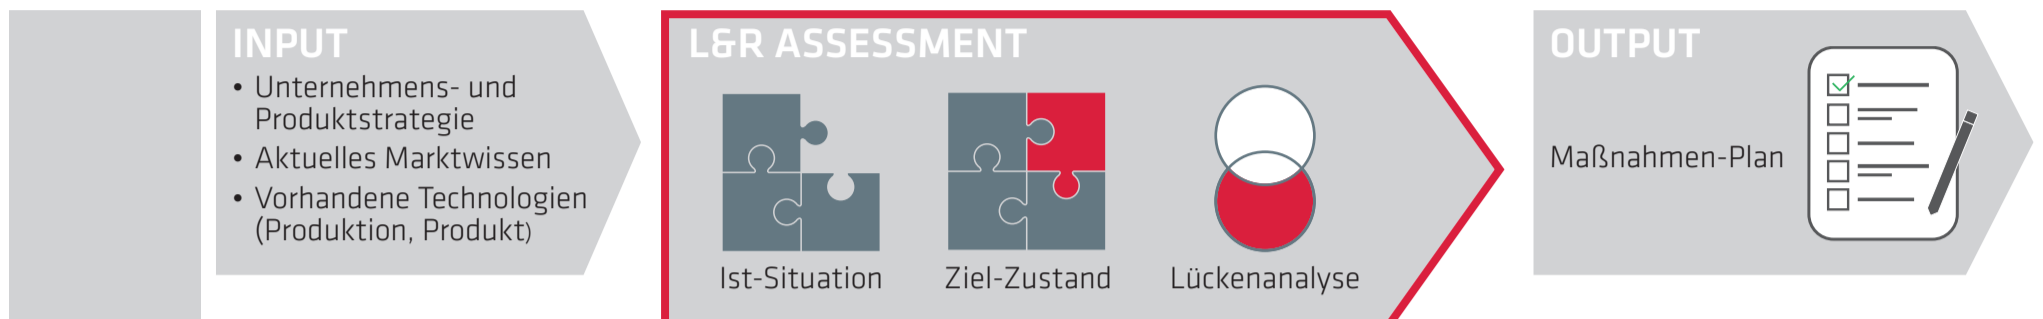 INPUT
• Unternehmens- und
Produktstrategie
• Aktuelles Marktwissen
• Vorhandene Technologien
(Produktion, Produkt)
L&R ASSESSMENT
Ist-Situation
Ziel-Zustand
Lückenanalyse
OUTPUT
Maßnahmen-Plan